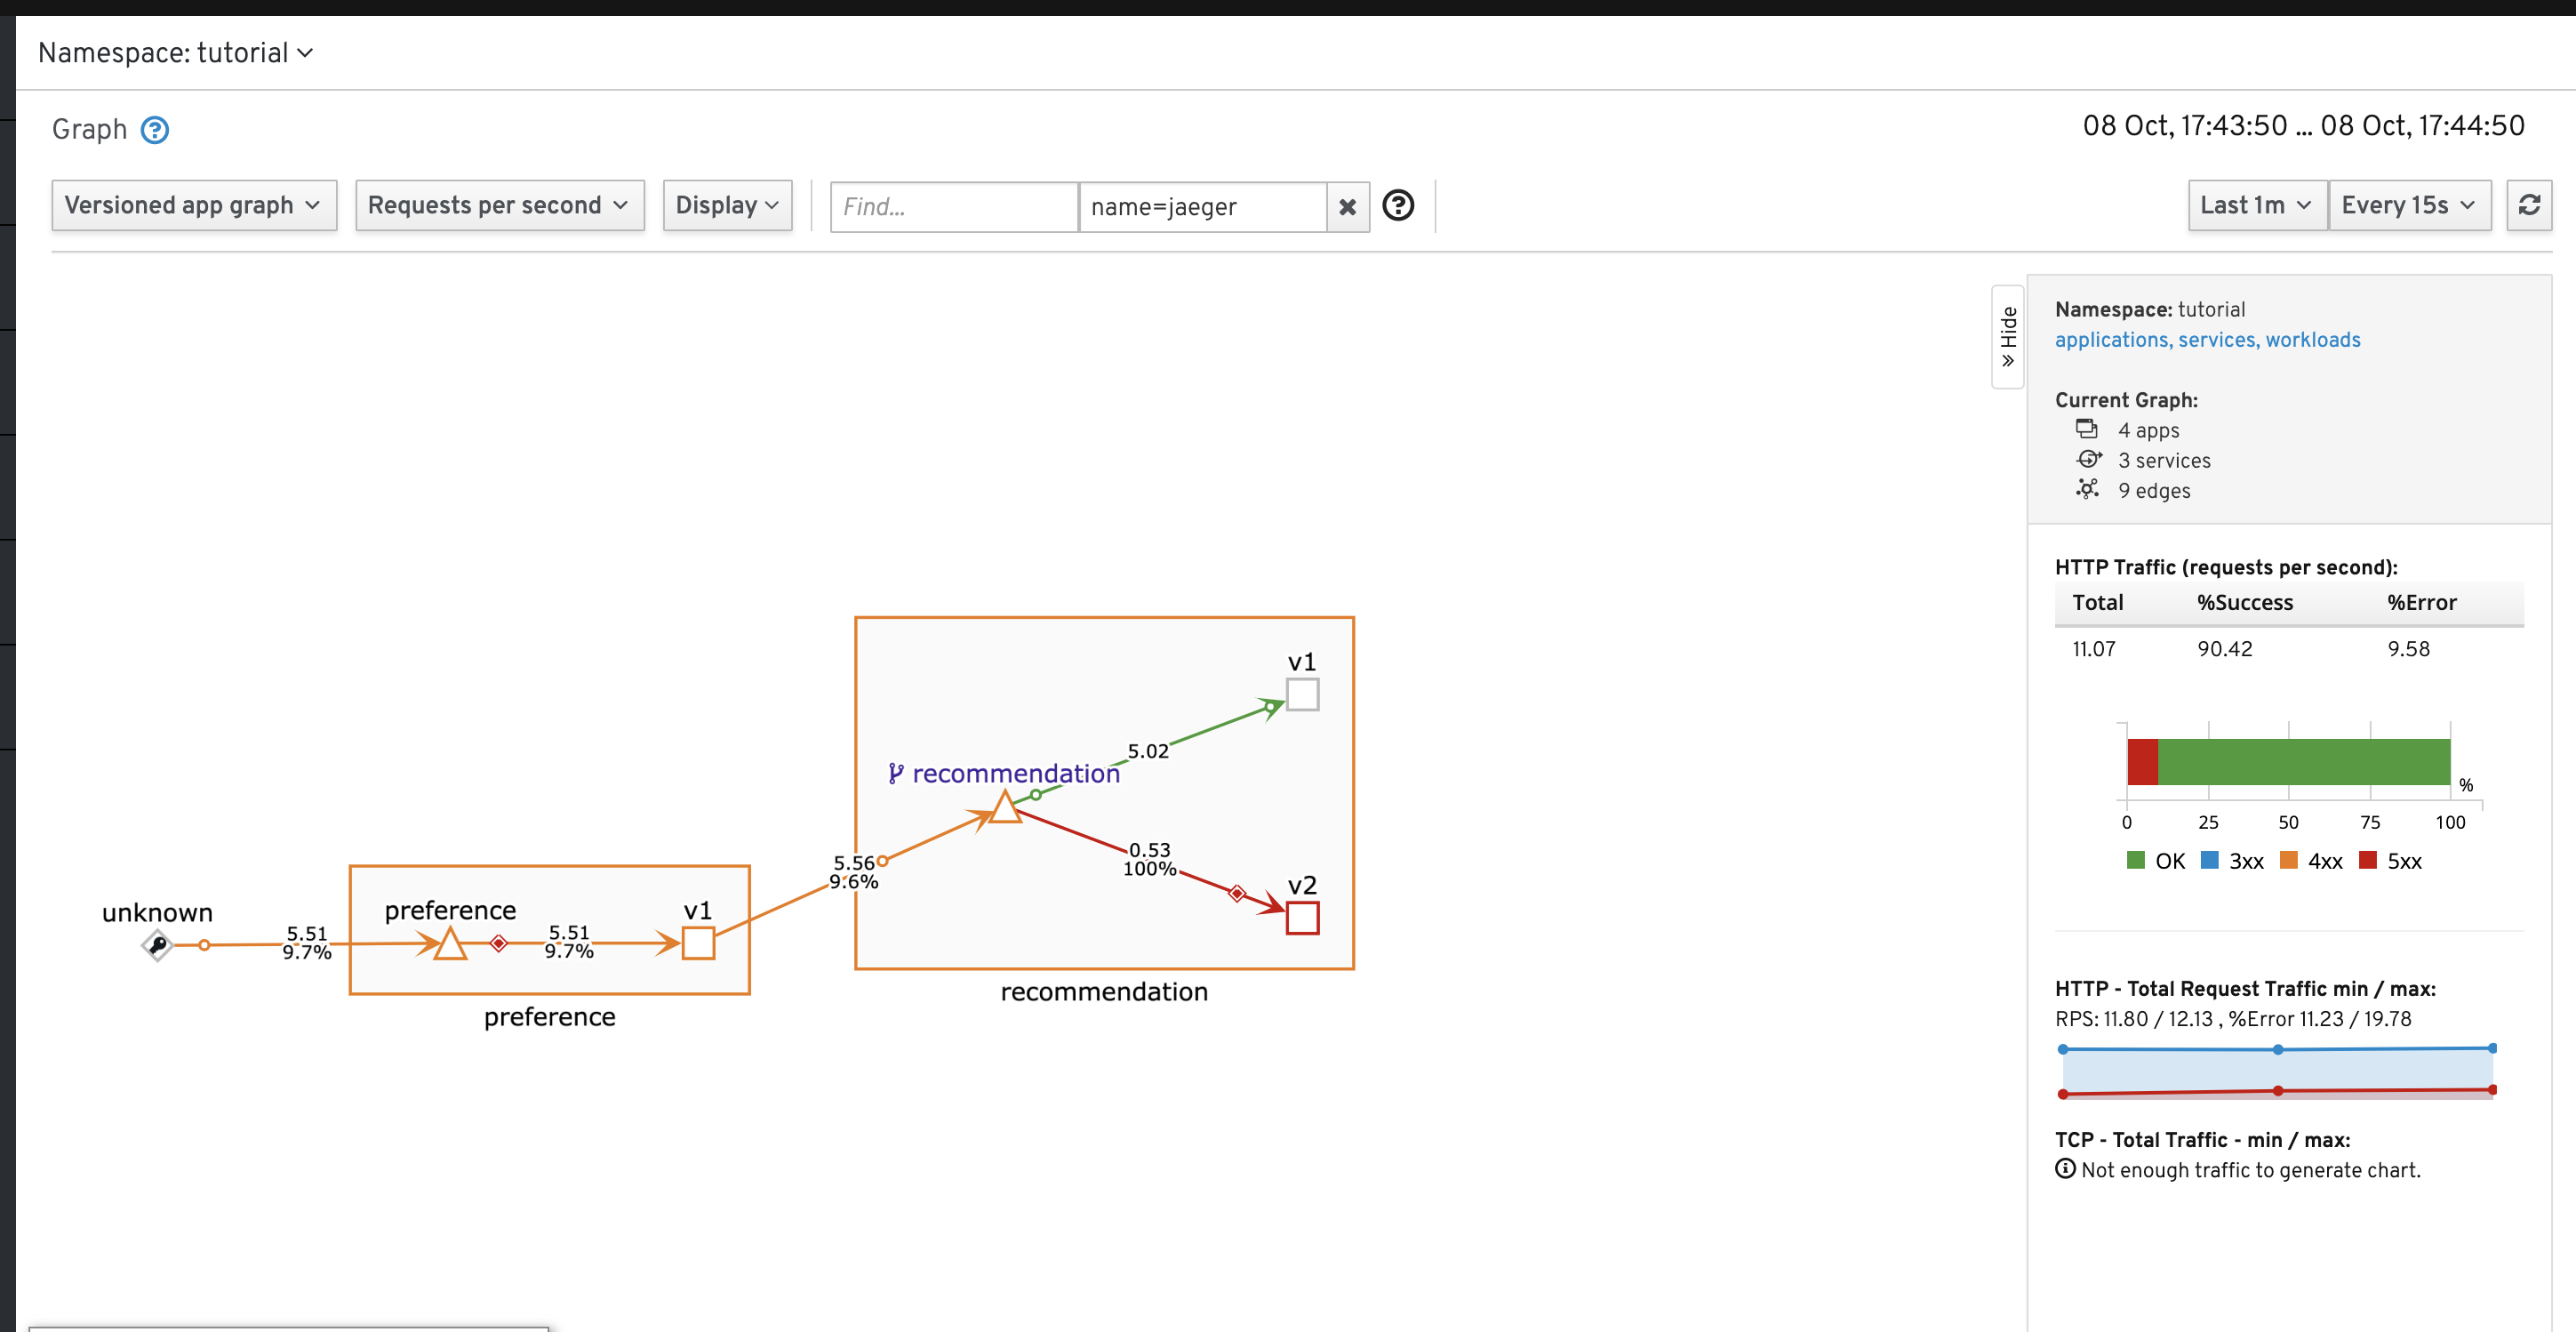 Namespace: tutorial
Graph
08 Oct, 17:43:50 ... 08 Oct, 17:44:50
Versioned app graph
Requests per second
Display
Find...
name=jaeger
Last 1m
Every 15s
Hide
Namespace: tutorial
applications, services, workloads
Current Graph:
4 apps
3 services
9 edges
HTTP Traffic (requests per second):
Total %Success %Error
11.07 90.42 9.58
%
0 25 50 75 100
OK 3xx 4xx 5xx
HTTP - Total Request Traffic min / max:
RPS: 11.80 / 12.13 , %Error 11.23 / 19.78
TCP - Total Traffic - min / max:
Not enough traffic to generate chart.
v1
5.02
recommendation
0.53
100%
v2
5.56
9.6%
recommendation
unknown
5.51
9.7%
preference
5.51
9.7%
v1
preference